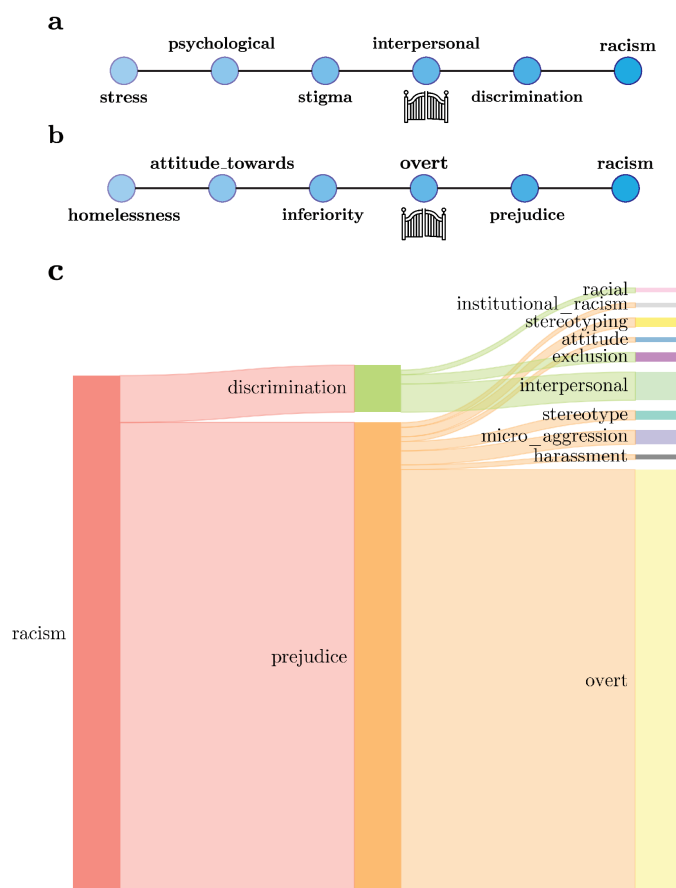 a
psychological
interpersonal
racism
stress
stigma
discrimination
b
attitude_towards
overt
racism
homelessness
inferiority
prejudice
c
racial
institutional_racism
stereotyping
attitude
exclusion
discrimination
interpersonal
stereotype
micro_aggression
harassment
racism
prejudice
overt